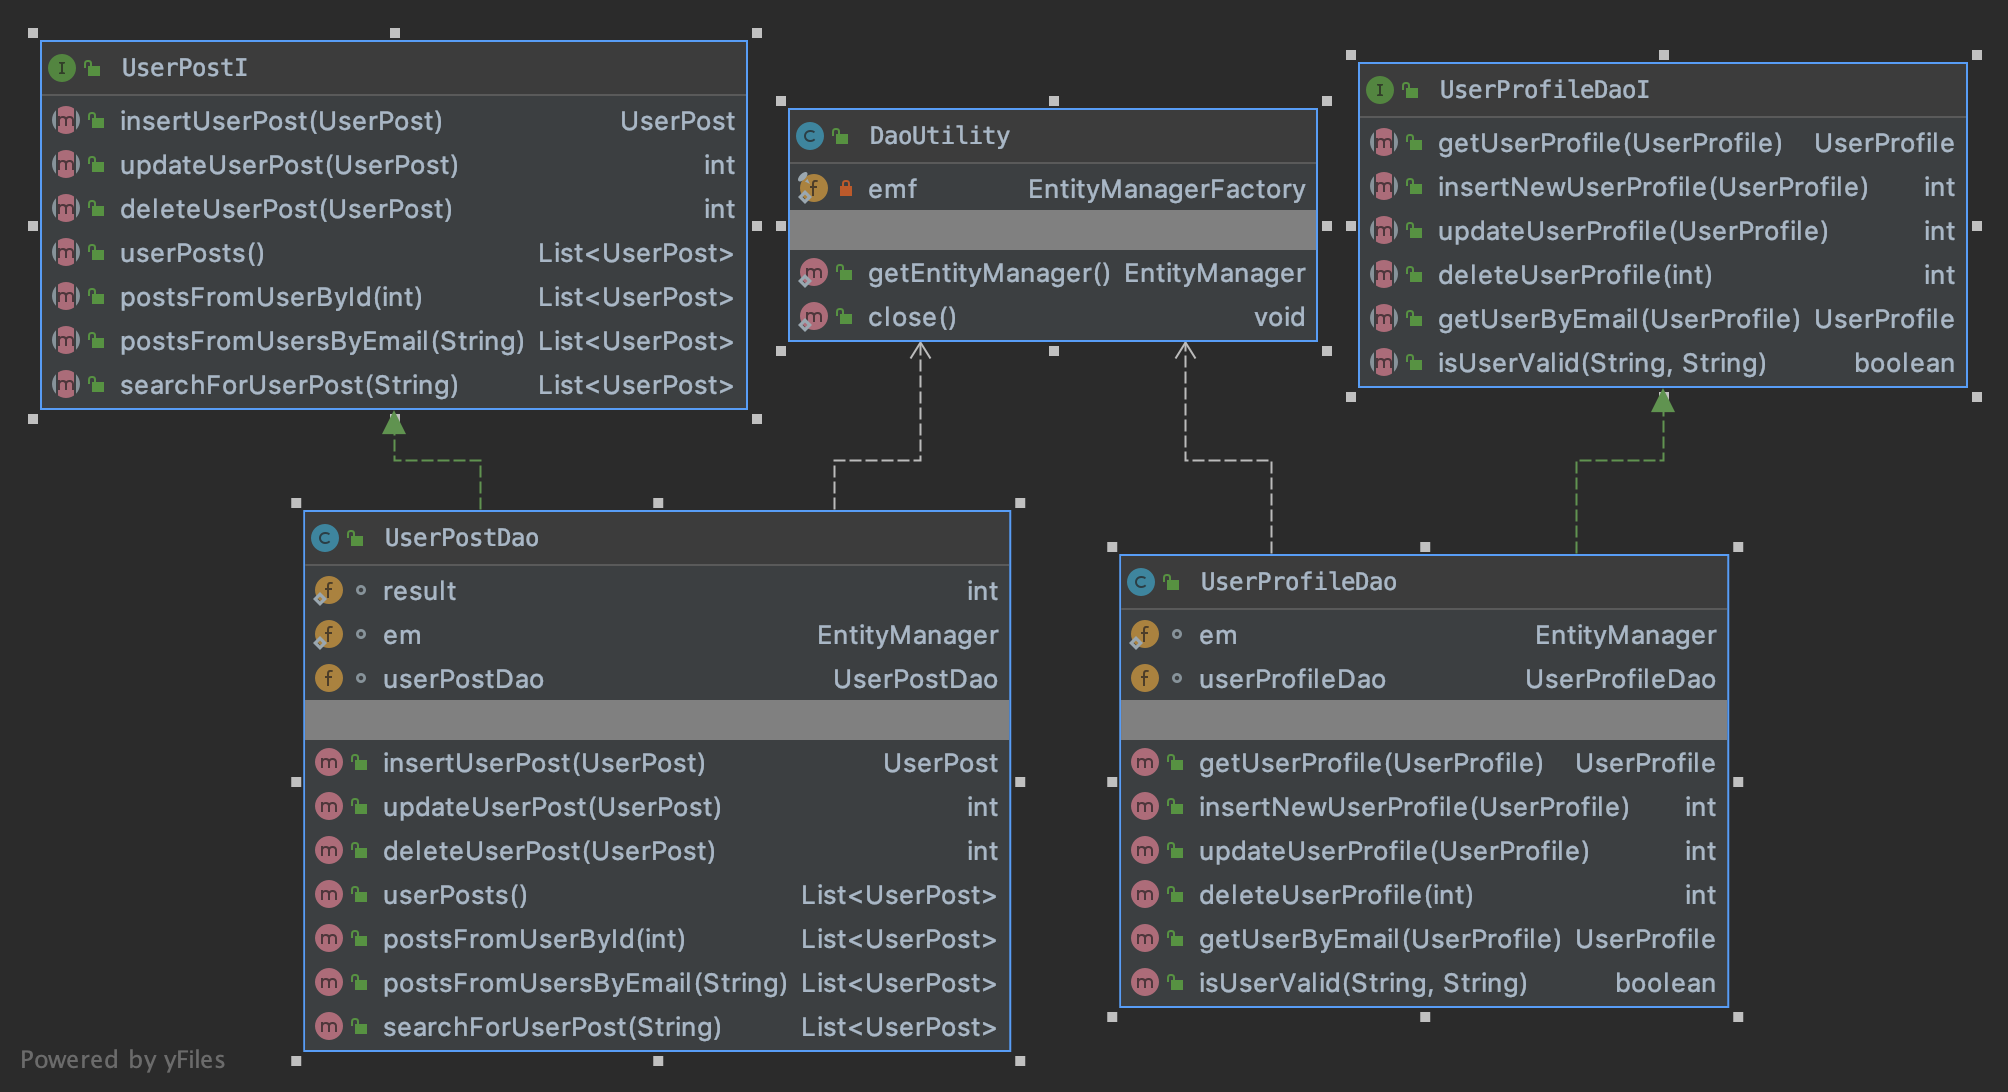 UserPostI
insertUserPost(UserPost) UserPost
updateUserPost(UserPost) int
deleteUserPost(UserPost) int
userPosts() List<UserPost>
postsFromUserById(int) List<UserPost>
postsFromUsersByEmail(String) List<UserPost>
searchForUserPost(String) List<UserPost>
DaoUtility
emf EntityManagerFactory
getEntityManager() EntityManager
close() void
UserProfileDaoI
getUserProfile(UserProfile) UserProfile
insertNewUserProfile(UserProfile) int
updateUserProfile(UserProfile) int
deleteUserProfile(int) int
getUserByEmail(UserProfile) UserProfile
isUserValid(String, String) boolean
UserPostDao
result int
em EntityManager
userPostDao UserPostDao
insertUserPost(UserPost) UserPost
updateUserPost(UserPost) int
deleteUserPost(UserPost) int
userPosts() List<UserPost>
postsFromUserById(int) List<UserPost>
postsFromUsersByEmail(String) List<UserPost>
searchForUserPost(String) List<UserPost>
UserProfileDao
em EntityManager
userProfileDao UserProfileDao
getUserProfile(UserProfile) UserProfile
insertNewUserProfile(UserProfile) int
updateUserProfile(UserProfile) int
deleteUserProfile(int) int
getUserByEmail(UserProfile) UserProfile
isUserValid(String, String) boolean
Powered by yFiles